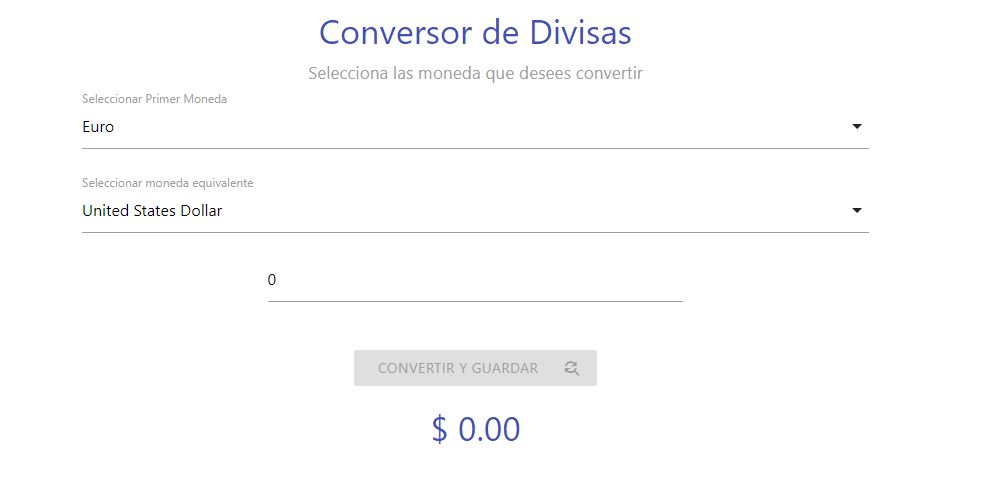 Conversor de Divisas
Selecciona las moneda que desees convertir
Seleccionar Primer Moneda
Euro
Seleccionar moneda equivalente
United States Dollar
0
CONVERTIR Y GUARDAR
$ 0.00